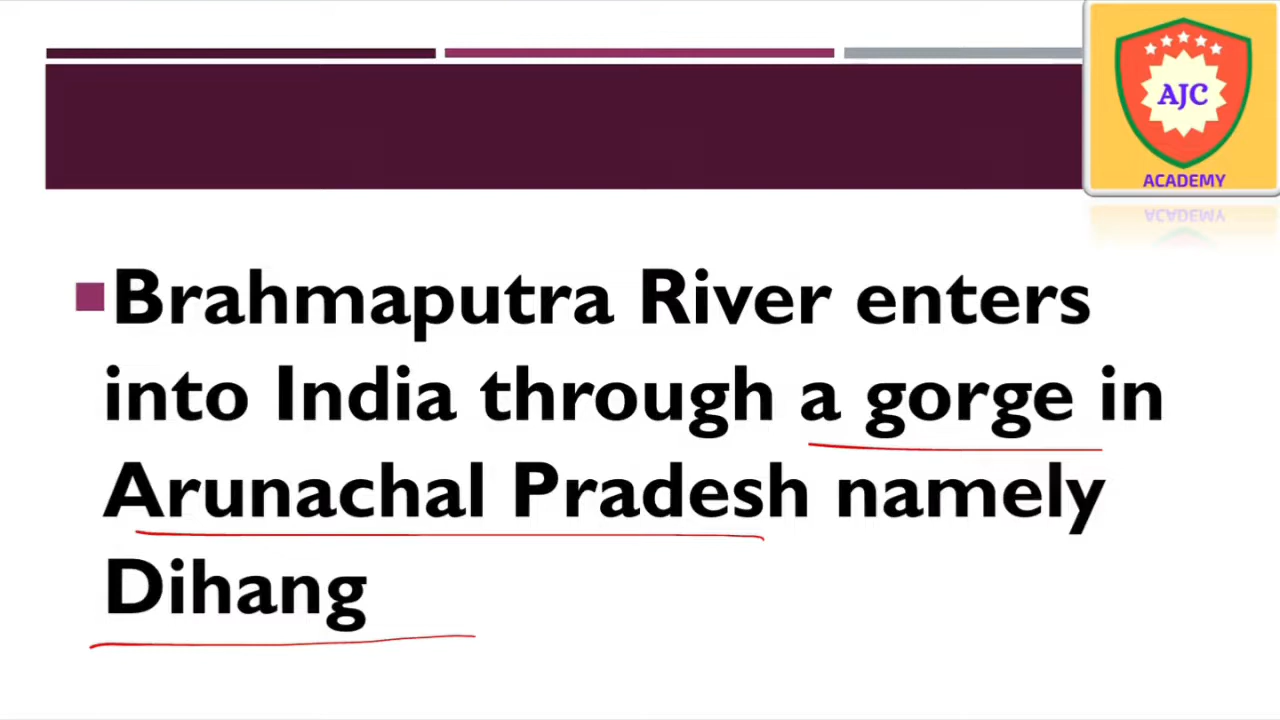 AJC
ACADEMY
Brahmaputra River enters
into India through a gorge in
Arunachal Pradesh namely
Dihang